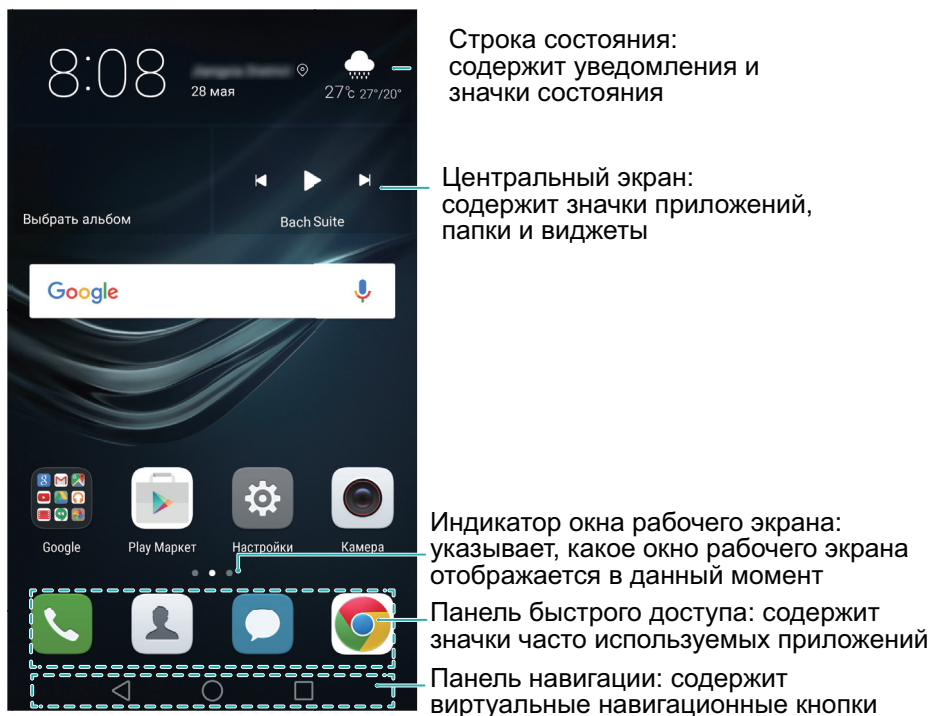 8:08
28 мая
27°c 27°/20°
Строка состояния:
содержит уведомления и
значки состояния
Выбрать альбом
Bach Suite
Центральный экран:
содержит значки приложений,
папки и виджеты
Google
Google
Play Маркет
Настройки
Камера
Индикатор окна рабочего экрана:
указывает, какое окно рабочего экрана
отображается в данный момент
Панель быстрого доступа: содержит
значки часто используемых приложений
Панель навигации: содержит
виртуальные навигационные кнопки